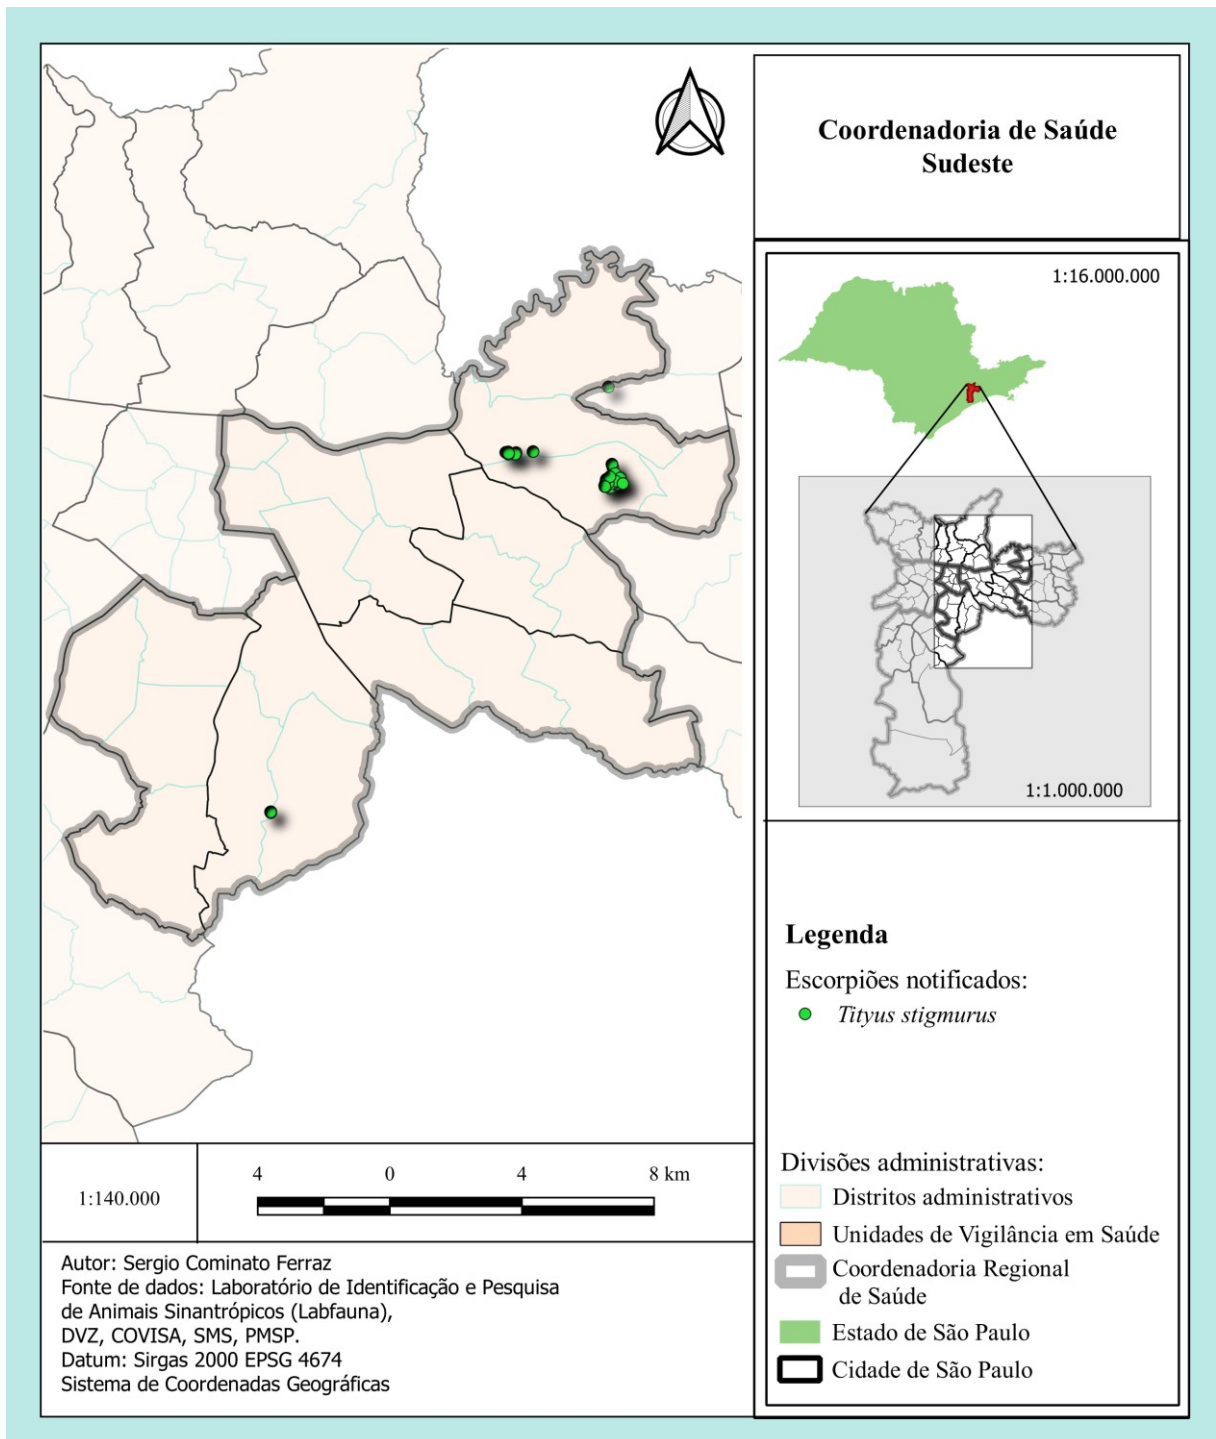 Coordenadoria de Saúde
Sudeste
1:16.000.000
1:1.000.000
Legenda
Escorpiões notificados:
Tityus stigmurus
Divisões administrativas:
Distritos administrativos
Unidades de Vigilância em Saúde
Coordenadoria Regional
de Saúde
Estado de São Paulo
Cidade de São Paulo
1:140.000
4 0 4 8 km
Autor: Sergio Cominato Ferraz
Fonte de dados: Laboratório de Identificação e Pesquisa
de Animais Sinantrópicos (Labfauna),
DVZ, COVISA, SMS, PMSP.
Datum: Sirgas 2000 EPSG 4674
Sistema de Coordenadas Geográficas